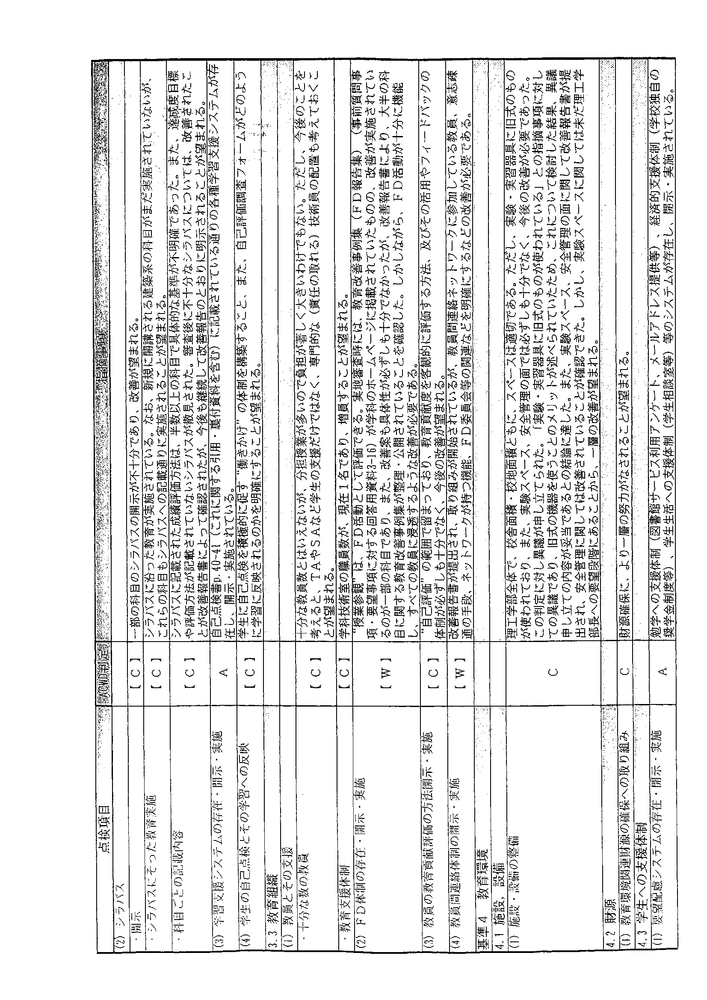 点検項目 ACWD判定 指摘事項
(2) シラバス
・開示 【 C 】 一部の科目のシラバスの開示が不十分であり、改善が望まれる。
・シラバスにそった教育実施 【 C 】 シラバスに沿った教育が実施されている。なお、新規に開講される建築系の科目がまだ実施されていないが、
これらの科目もシラバスへの記載通りに実施されることが望まれる。
・科目ごとの記載内容 【 C 】 シラバスに記載された成績評価方法は、半数以上の科目で具体的な基準が不明確であった。また、達成度目標
や評価方法が記載されていないシラバスが散見された。審査後に不十分なシラバスについては、改善されたこ
とが改善報告書によって確認されたが、今後も継続して改善報告のとおりに明示されることが望まれる。
(3) 学習支援システムの存在・開示・実施 A 自己点検書p.40-41（これに関する引用・裏付資料を含む）に記載されている通りの各種学習支援システムが存
在し、開示・実施されている。
(4) 学生の自己点検とその学習への反映 【 C 】 学生に自己点検を積極的に促す“働きかけ”の体制を構築すること、また、自己評価調査フォームがどのよう
に学習に反映されるのかを明確にすることが望まれる。
3.3 教育組織
(1) 教員とその支援
・十分な数の教員 【 C 】 十分な教員数とはいえないが、分担授業が多いので負担が著しく大きいわけでもない。ただし、今後のことを
考えると、ＴＡやＳＡなど学生の支援だけではなく、専門的な（責任の取れる）技術員の配置も考えておくこ
とが望まれる。
・教育支援体制 【 C 】 学科技術室の職員数が、現在１名であり、増員することが望まれる。
(2) ＦＤ体制の存在・開示・実施 【 W 】 “授業参観”は、ＦＤ活動として評価できる。実地審査時には、教育改善事例集（ＦＤ報告集）（事前質問事
項・要望事項に対する回答用資料3-16）が学科のホームページに掲載されていたものの、改善が実施されてい
るのが一部の科目であり、また、改善案も具体性が必ずしも十分でなかったが、改善報告書により、大半の科
目に関する教育改善事例集が整理・公開されていることを確認した。しかしながら、ＦＤ活動が十分に機能
し、すべての教員に浸透するような改善が必要である。
(3) 教員の教育貢献評価の方法開示・実施 【 C 】 “自己評価”の範囲で留まっており、教育貢献度を客観的に評価する方法、及びその活用やフィードバックの
体制が必ずしも十分でなく、今後の改善が望まれる。
(4) 教員間連絡体制の開示・実施 【 W 】 改善報告書が提出され、取り組みが開始されているが、教員間連絡ネットワークに参加している教員、意志疎
通の手段、ネットワークが持つ機能、ＦＤ委員会等の関連などを明確にするなどの改善が必要である。
基準４ 教育環境
4.1 施設，設備
(1) 施設・設備の整備 C 理工学部全体で、校舎面積・校地面積ともに、スペースは適切である。ただし、実験・実習器具に旧式のもの
が使われており、また、実験スペース、安全管理の面では必ずしも十分でなく、今後の改善が必要であった。
この判定に対し異議が申し立てられた。「実験・実習器具に旧式のものが使われている」との指摘事項に対し
ての異議であり、旧式の機器を使うことのメリットが述べられていたため、これについて検討した結果、異議
申し立ての内容が妥当であるとの結論に達した。また、実験スペース、安全管理の面に関して改善報告書が提
出され、安全管理に関しては改善されていることが確認できた。しかし、実験スペースに関しては未だ理工学
部長への要望段階にあることから、一層の改善が望まれる。
4.2 財源
(1) 教育環境関連財源の確保への取り組み C 財源確保に、より一層の努力がなされることが望まれる。
4.3 学生への支援体制
(1) 要望配慮システムの存在・開示・実施 A 勉学への支援体制（図書館サービス利用アンケート、メールアドレス提供等）、経済的支援体制（学校独自の
奨学金制度等）、学生生活への支援体制（学生相談室等）等のシステムが存在し、開示・実施されている。